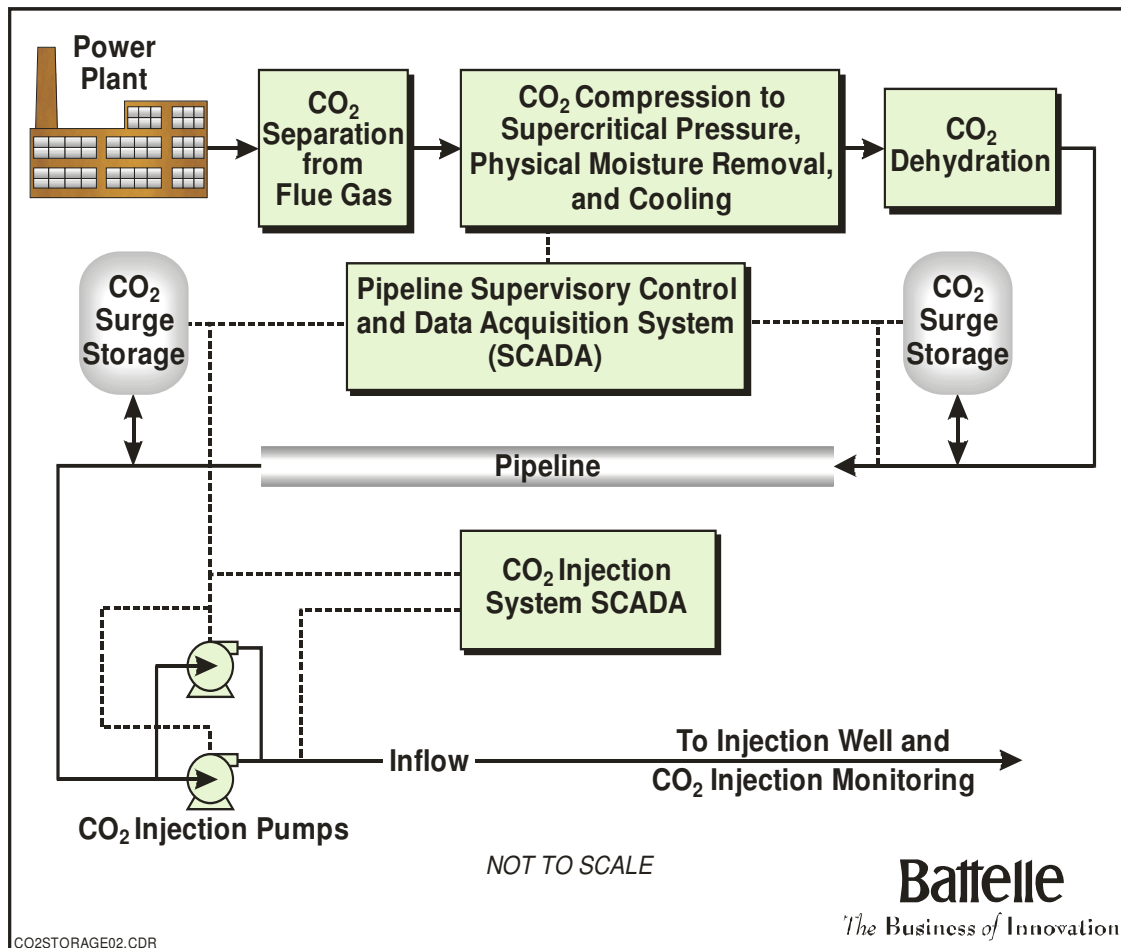 Power
Plant
CO₂
Separation
from
Flue Gas
CO₂ Compression to
Supercritical Pressure,
Physical Moisture Removal,
and Cooling
CO₂
Dehydration
CO₂
Surge
Storage
Pipeline Supervisory Control
and Data Acquisition System
(SCADA)
CO₂
Surge
Storage
Pipeline
CO₂ Injection
System SCADA
Inflow
To Injection Well and
CO₂ Injection Monitoring
CO₂ Injection Pumps
NOT TO SCALE
Battelle
The Business of Innovation
CO2STORAGE02.CDR